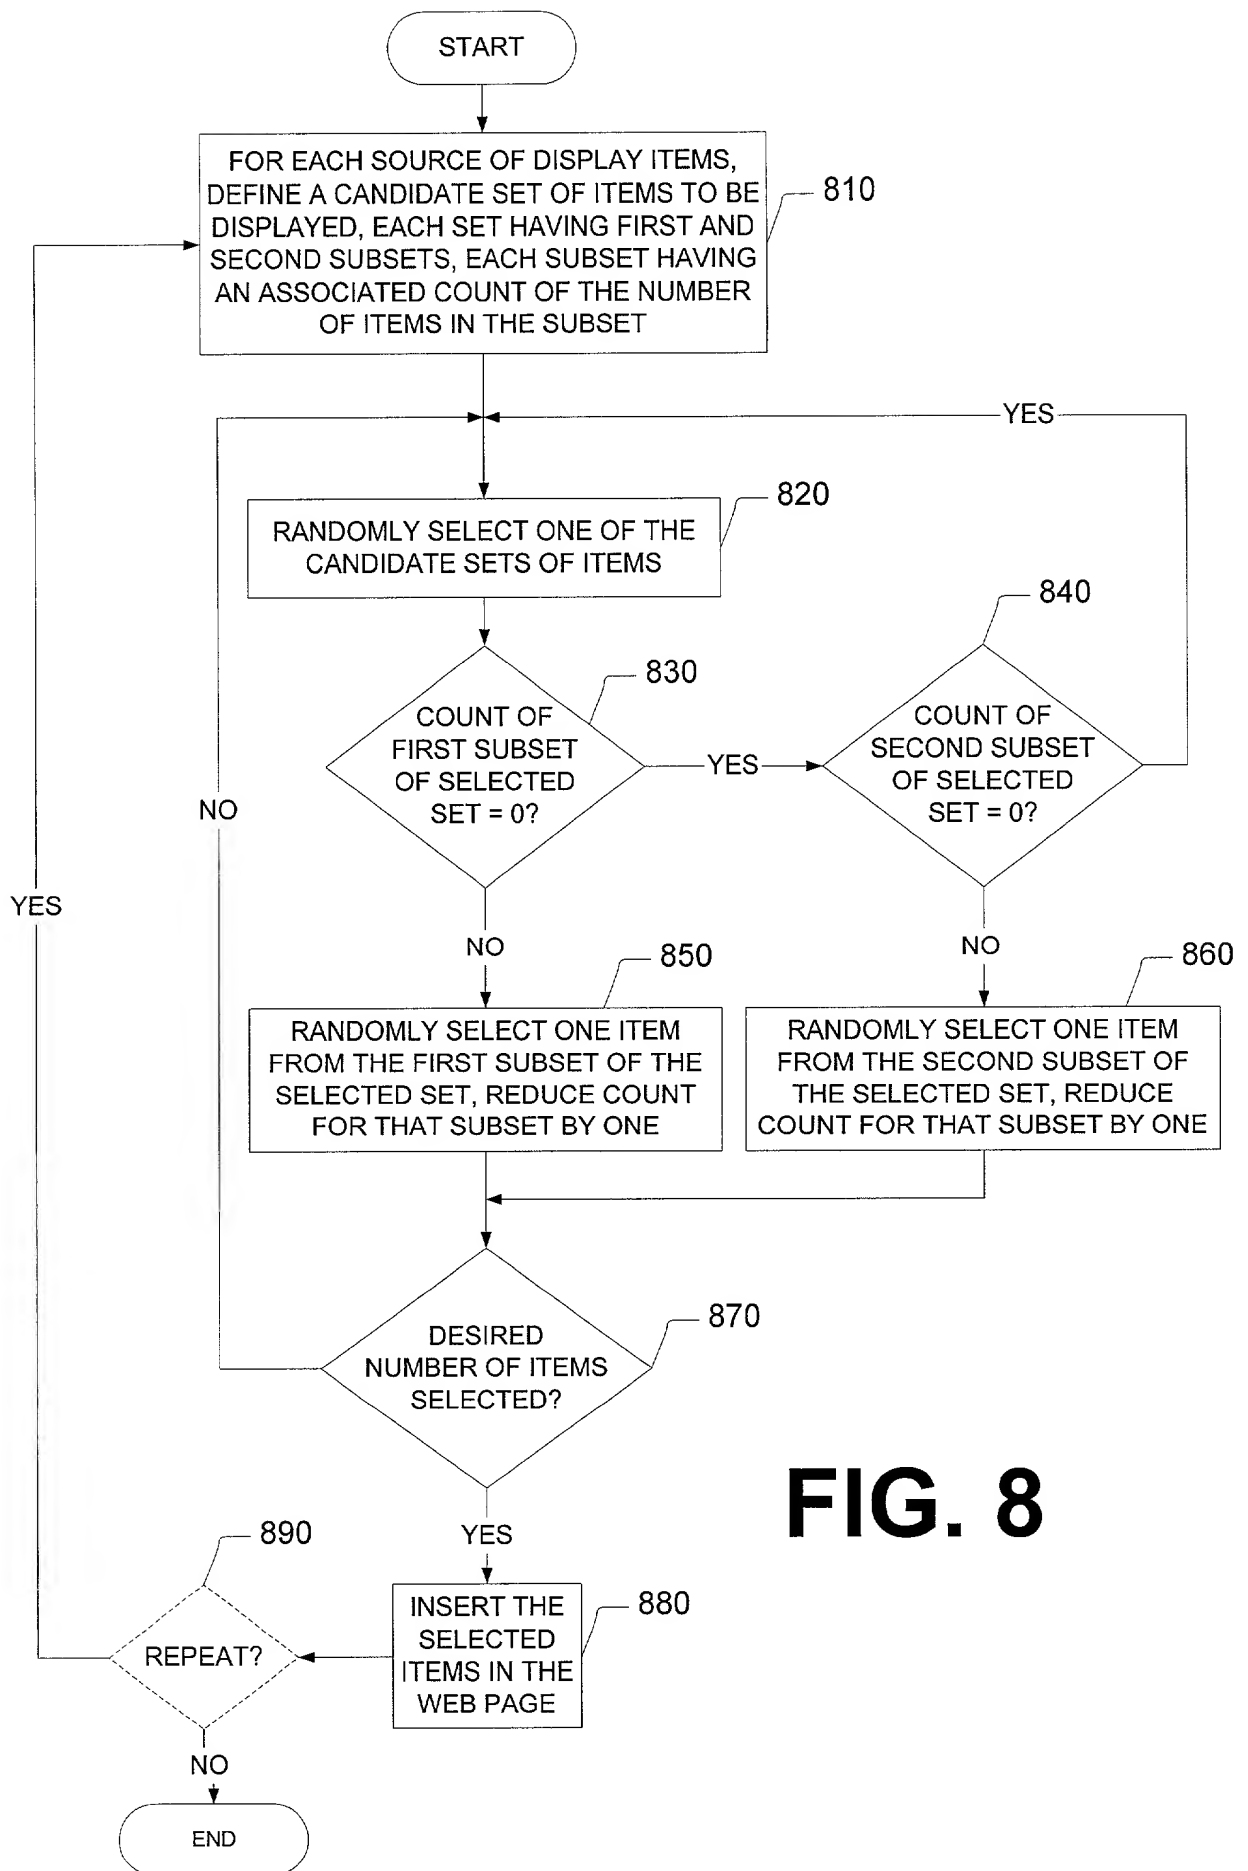 START
FOR EACH SOURCE OF DISPLAY ITEMS,
DEFINE A CANDIDATE SET OF ITEMS TO BE
DISPLAYED, EACH SET HAVING FIRST AND
SECOND SUBSETS, EACH SUBSET HAVING
AN ASSOCIATED COUNT OF THE NUMBER
OF ITEMS IN THE SUBSET
810
YES
820
RANDOMLY SELECT ONE OF THE
CANDIDATE SETS OF ITEMS
840
830
COUNT OF
FIRST SUBSET
OF SELECTED
SET = 0?
YES
COUNT OF
SECOND SUBSET
OF SELECTED
SET = 0?
NO
YES
NO
NO
850
860
RANDOMLY SELECT ONE ITEM
FROM THE FIRST SUBSET OF THE
SELECTED SET, REDUCE COUNT
FOR THAT SUBSET BY ONE
RANDOMLY SELECT ONE ITEM
FROM THE SECOND SUBSET OF
THE SELECTED SET, REDUCE
COUNT FOR THAT SUBSET BY ONE
870
DESIRED
NUMBER OF ITEMS
SELECTED?
FIG. 8
YES
890
880
INSERT THE
SELECTED
ITEMS IN THE
WEB PAGE
REPEAT?
NO
END